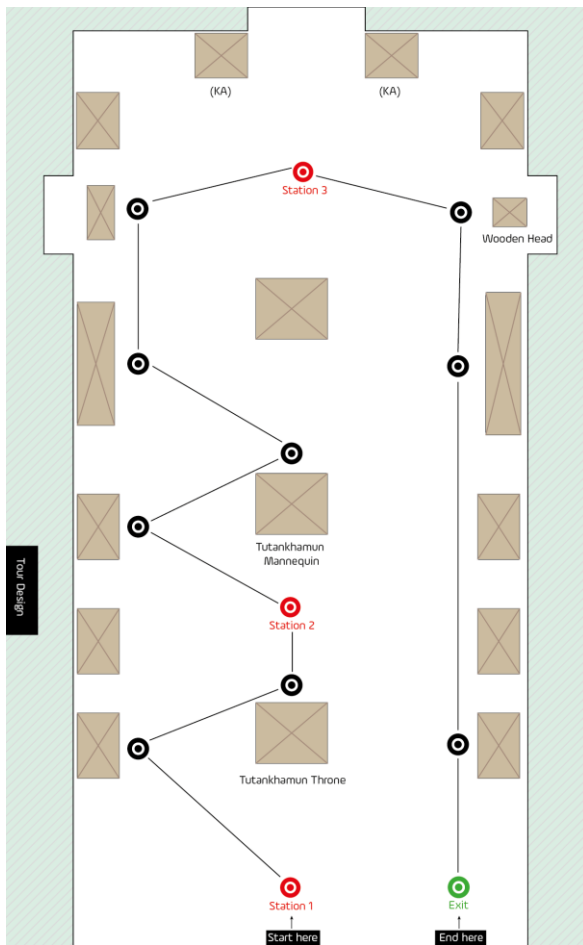 (KA)
(KA)
Station 3
Wooden Head
Tutankhamun
Mannequin
Tour Design
Station 2
Tutankhamun Throne
Station 1
Exit
Start here
End here